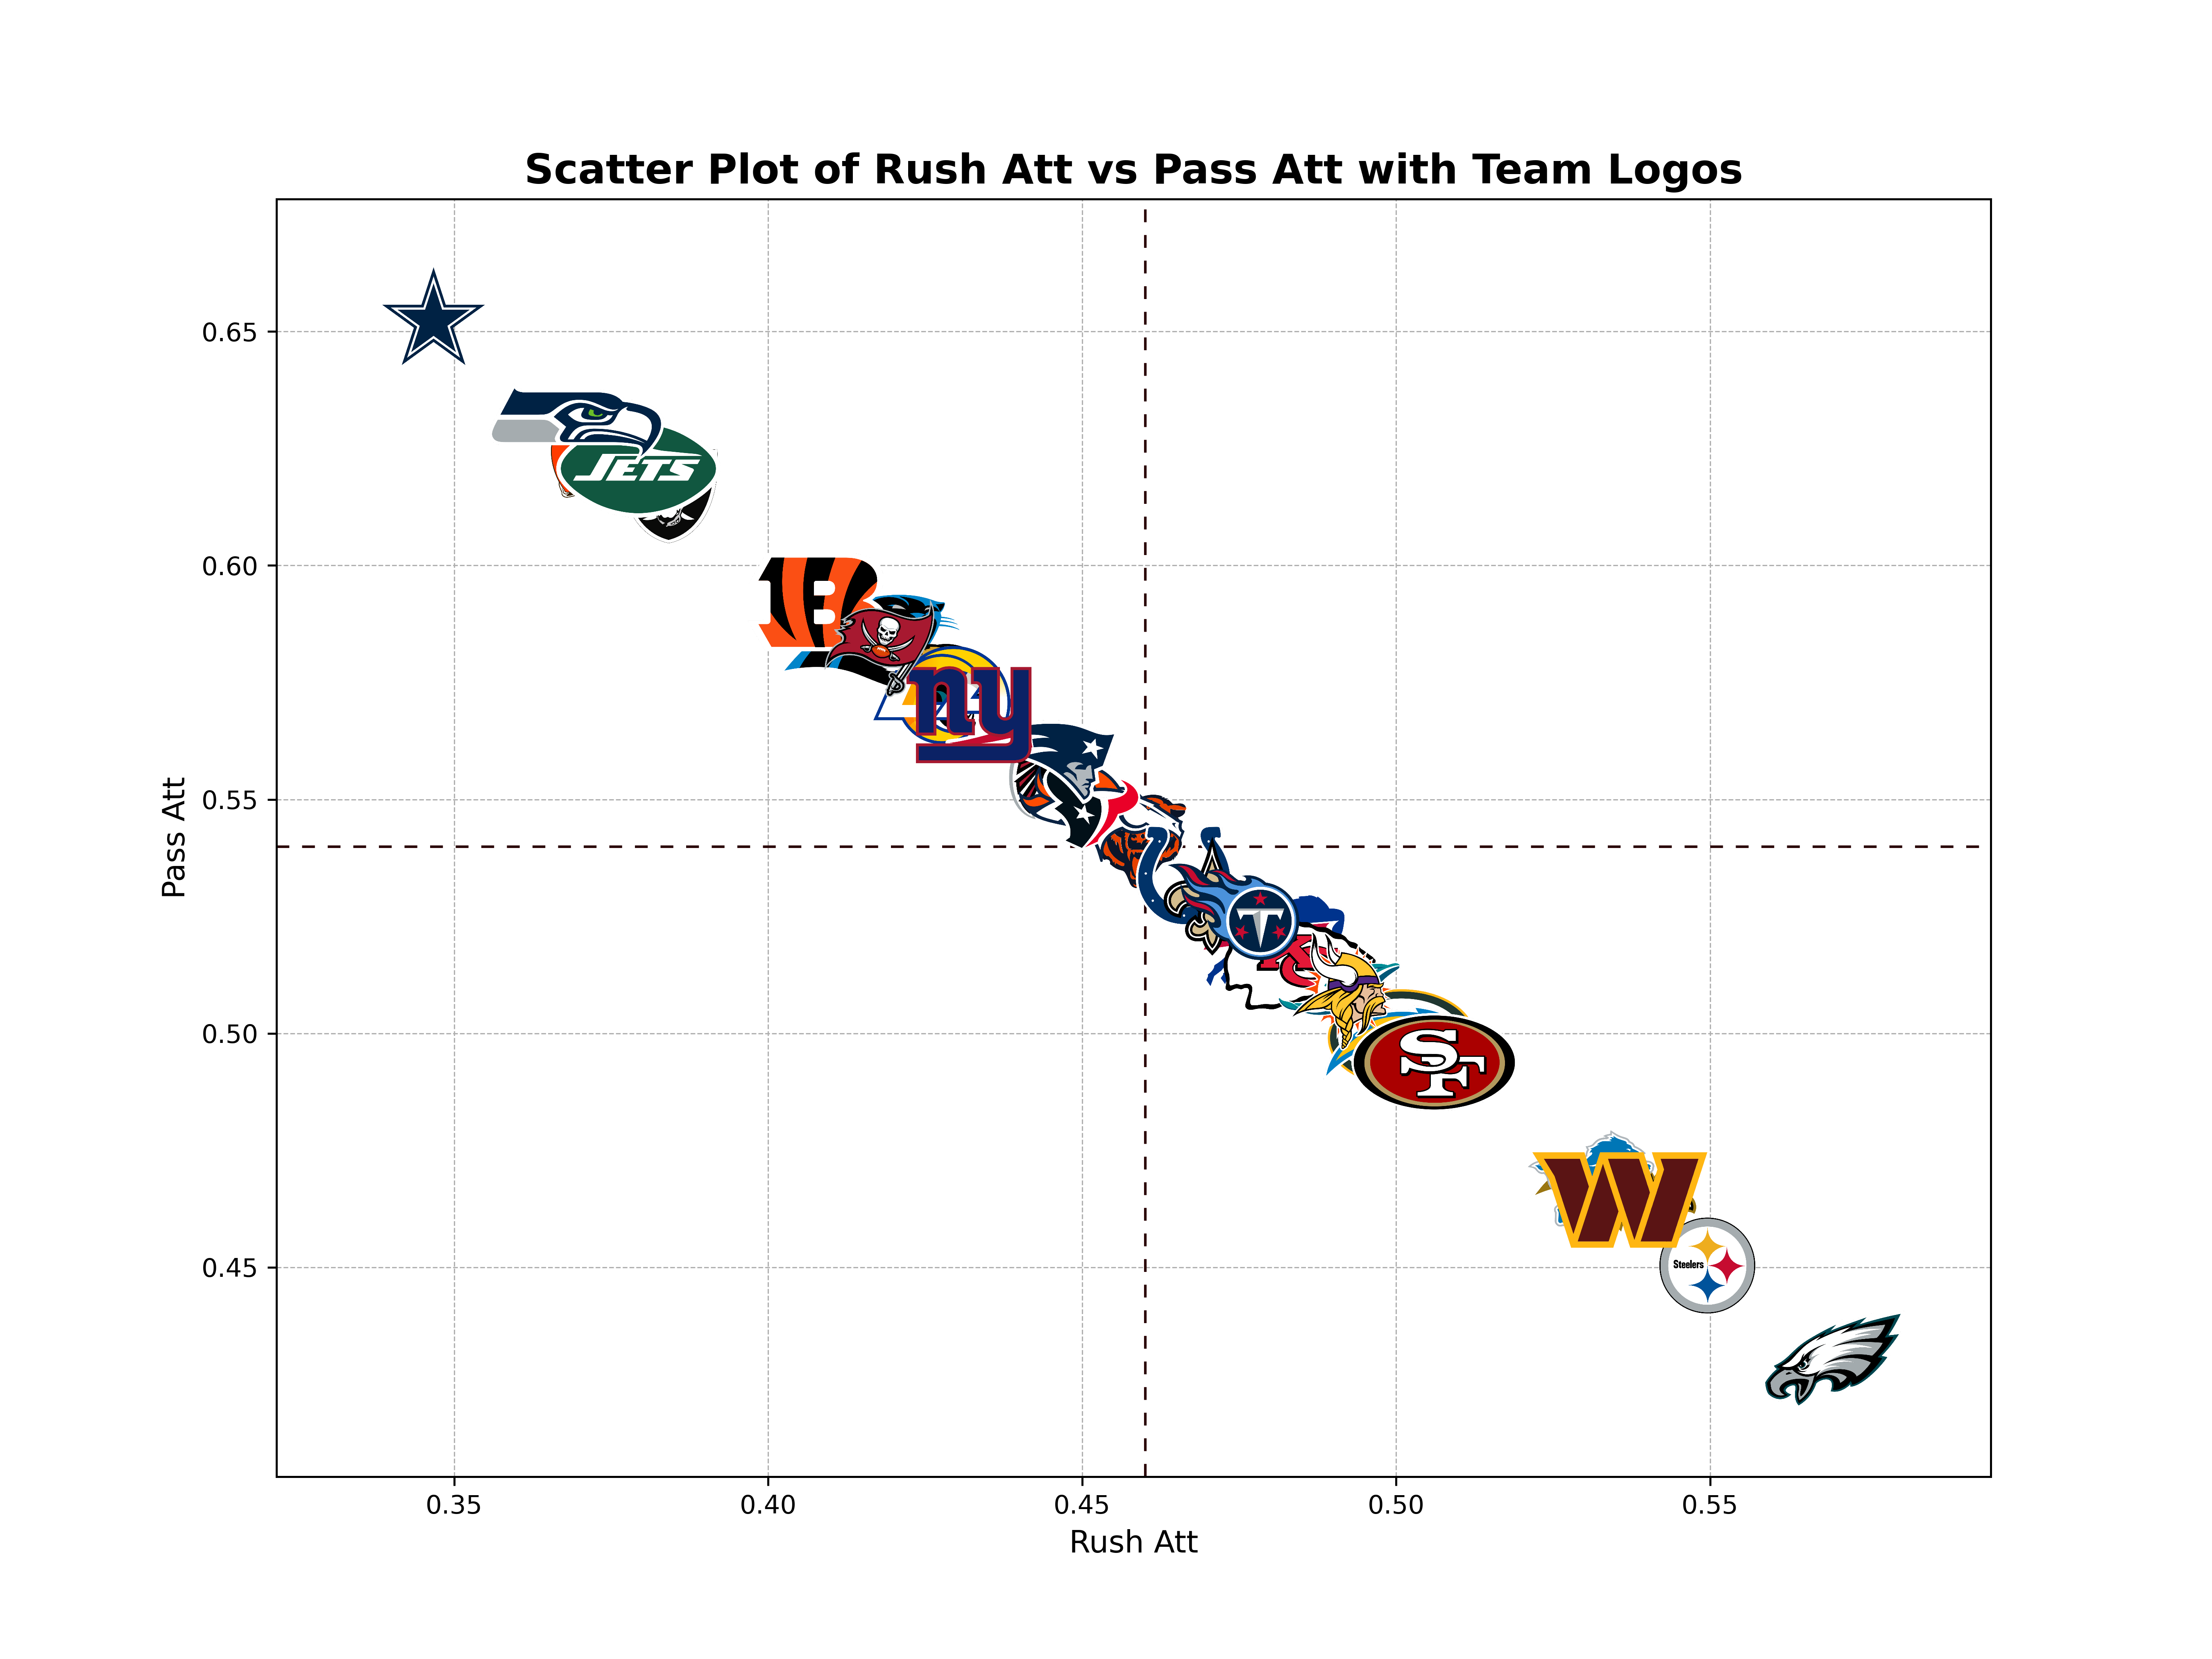 Scatter Plot of Rush Att vs Pass Att with Team Logos
Pass Att
0.65
0.60
0.55
0.50
0.45
JETS
B
ny
T
KC
SF
W
Steelers
0.35
0.40
0.45
0.50
0.55
Rush Att